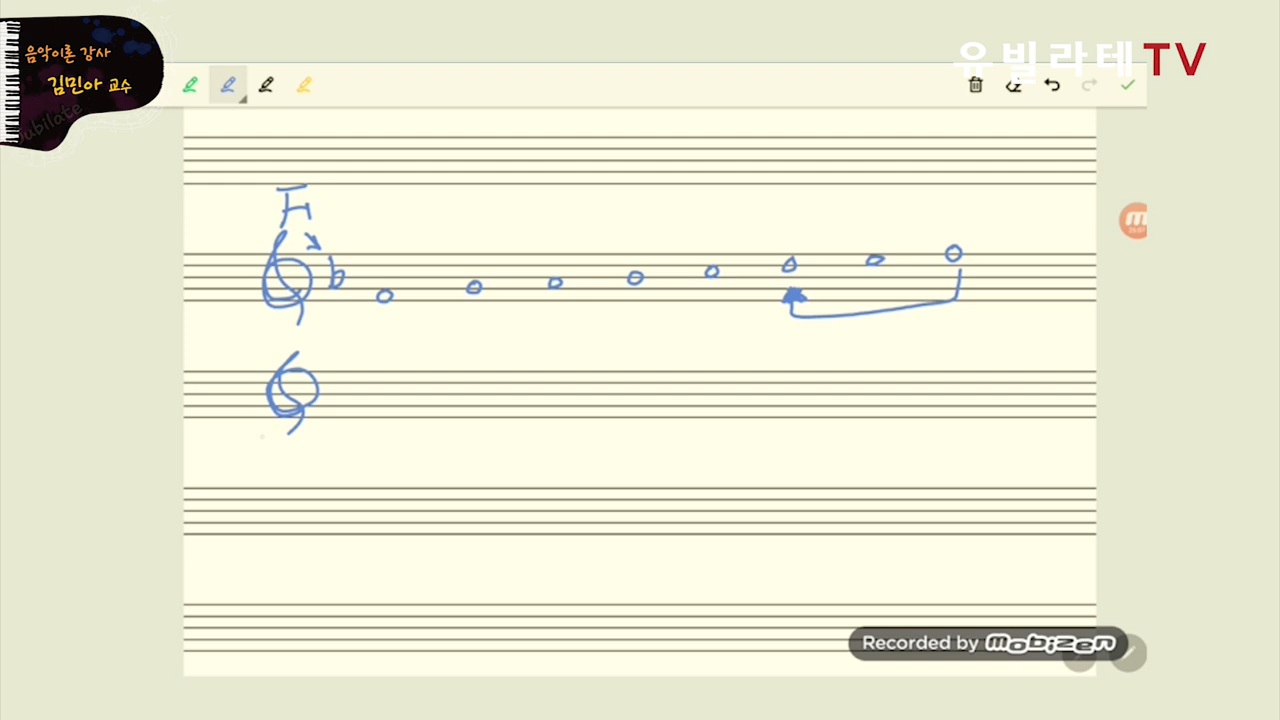 음악이론 강사
김민아 교수
Jubilate
유빌라테TV
F
b
Recorded by mobizen